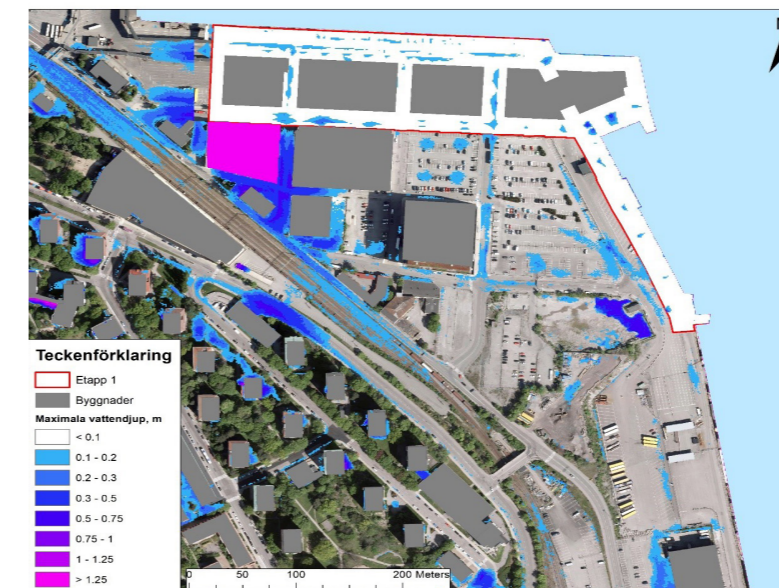 N
Teckenförklaring
Etapp 1
Byggnader
Maximala vattendjup, m
< 0.1
0.1 - 0.2
0.2 - 0.3
0.3 - 0.5
0.5 - 0.75
0.75 - 1
1 - 1.25
> 1.25
0 50 100 200 Meters